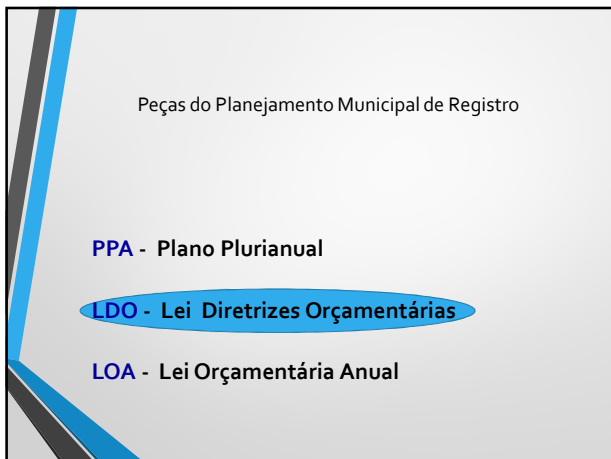 Peças do Planejamento Municipal de Registro
PPA - Plano Plurianual
LDO - Lei Diretrizes Orçamentárias
LOA - Lei Orçamentária Anual